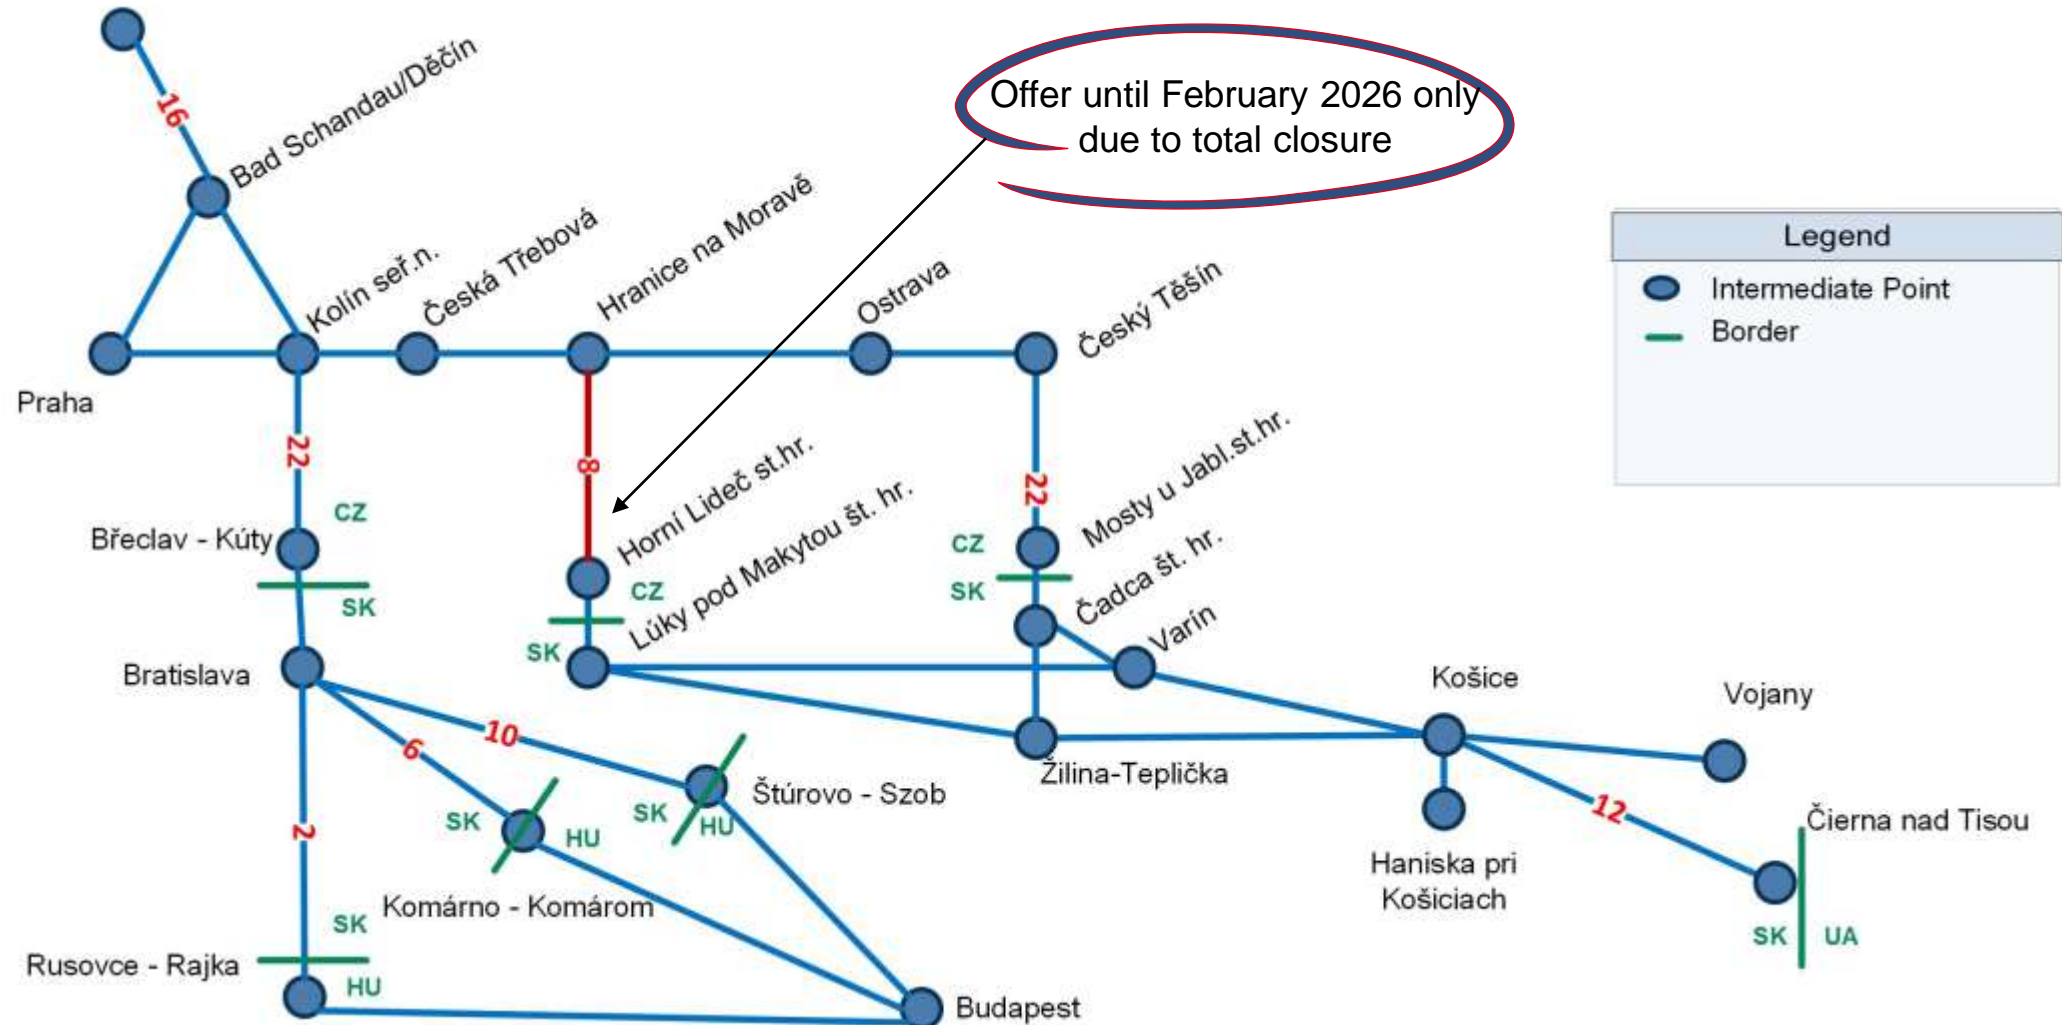 Offer until February 2026 only
due to total closure
16
Bad Schandau/Děčín
Kolín seř.n.
Česká Třebová
Hranice na Moravě
Ostrava
Český Těšín
Legend
Intermediate Point
Border
Praha
22
8
22
Břeclav - Kúty
CZ
SK
Horní Lideč st.hr.
CZ
SK
Lúky pod Makytou št. hr.
Mosty u Jabl.st.hr.
CZ
SK
Čadca št. hr.
Varín
Bratislava
Košice
Vojany
10
6
2
Štúrovo - Szob
SK
HU
Žilina-Teplička
12
SK
HU
Komárno - Komárom
Haniska pri
Košiciach
Čierna nad Tisou
SK
UA
SK
Rusovce - Rajka
HU
Budapest